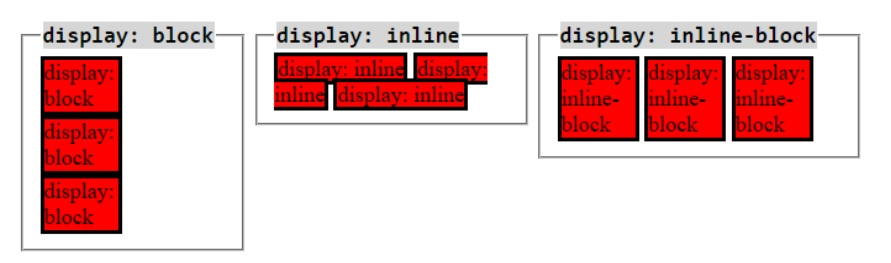 display: block
display:
block
display:
block
display:
block
display: inline
display: inline display:
inline display: inline
display: inline-block
display: display: display:
inline- inline- inline-
block block block